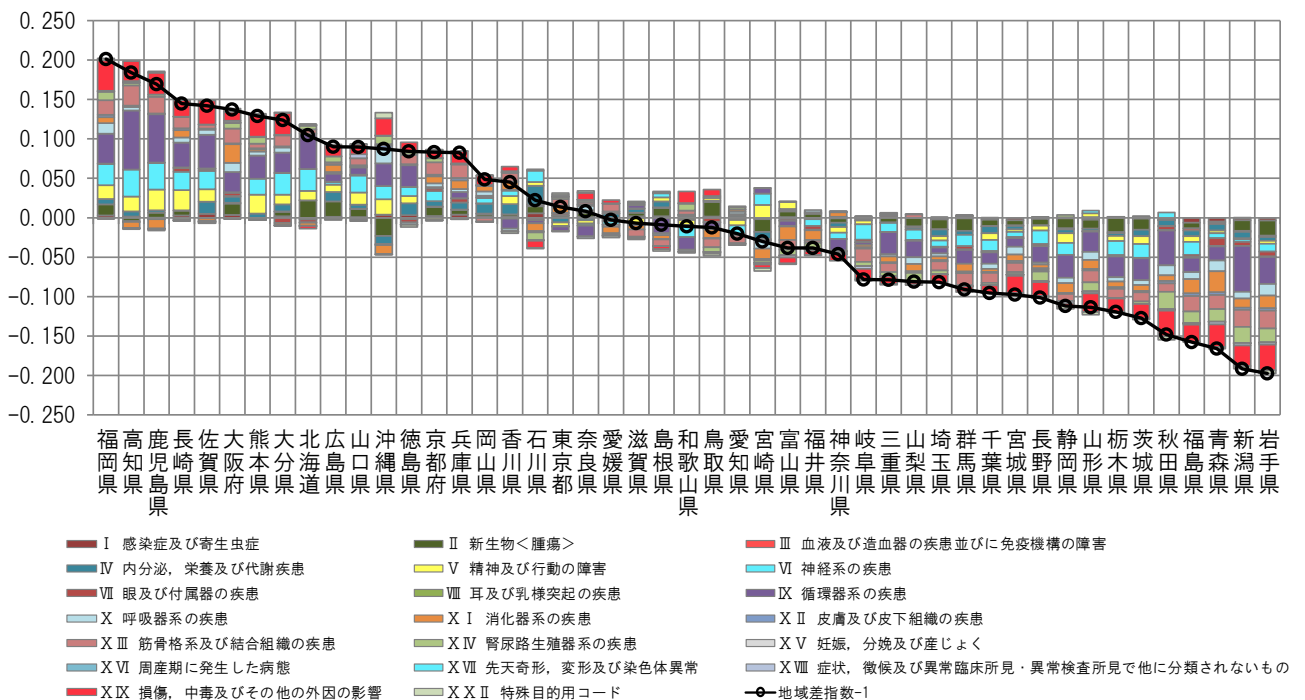 0.250
0.200
0.150
0.100
0.050
0.000
-0.050
-0.100
-0.150
-0.200
-0.250
福岡県 高知県 鹿児島県 長崎県 佐賀県 大阪府 熊本県 大分県 北海道 広島県 山口県 沖縄県 徳島県 京都府 兵庫県 岡山県 香川県 石川県 東京都 奈良県 愛媛県 滋賀県 島根県 和歌山県 鳥取県 愛知県 宮崎県 富山県 福井県 神奈川県 岐阜県 三重県 山梨県 埼玉県 群馬県 千葉県 宮城県 長野県 静岡県 山形県 栃木県 茨城県 秋田県 福島県 青森県 新潟県 岩手県
Ⅰ 感染症及び寄生虫症 Ⅱ 新生物＜腫瘍＞ Ⅲ 血液及び造血器の疾患並びに免疫機構の障害
Ⅳ 内分泌，栄養及び代謝疾患 Ⅴ 精神及び行動の障害 Ⅵ 神経系の疾患
Ⅶ 眼及び付属器の疾患 Ⅷ 耳及び乳様突起の疾患 Ⅸ 循環器系の疾患
Ⅹ 呼吸器系の疾患 ⅩⅠ 消化器系の疾患 ⅩⅡ 皮膚及び皮下組織の疾患
ⅩⅢ 筋骨格系及び結合組織の疾患 ⅩⅣ 腎尿路生殖器系の疾患 ⅩⅤ 妊娠，分娩及び産じょく
ⅩⅥ 周産期に発生した病態 ⅩⅦ 先天奇形，変形及び染色体異常 ⅩⅧ 症状，徴候及び異常臨床所見・異常検査所見で他に分類されないもの
ⅩⅨ 損傷，中毒及びその他の外因の影響 ⅩⅩⅡ 特殊目的用コード 地域差指数-1